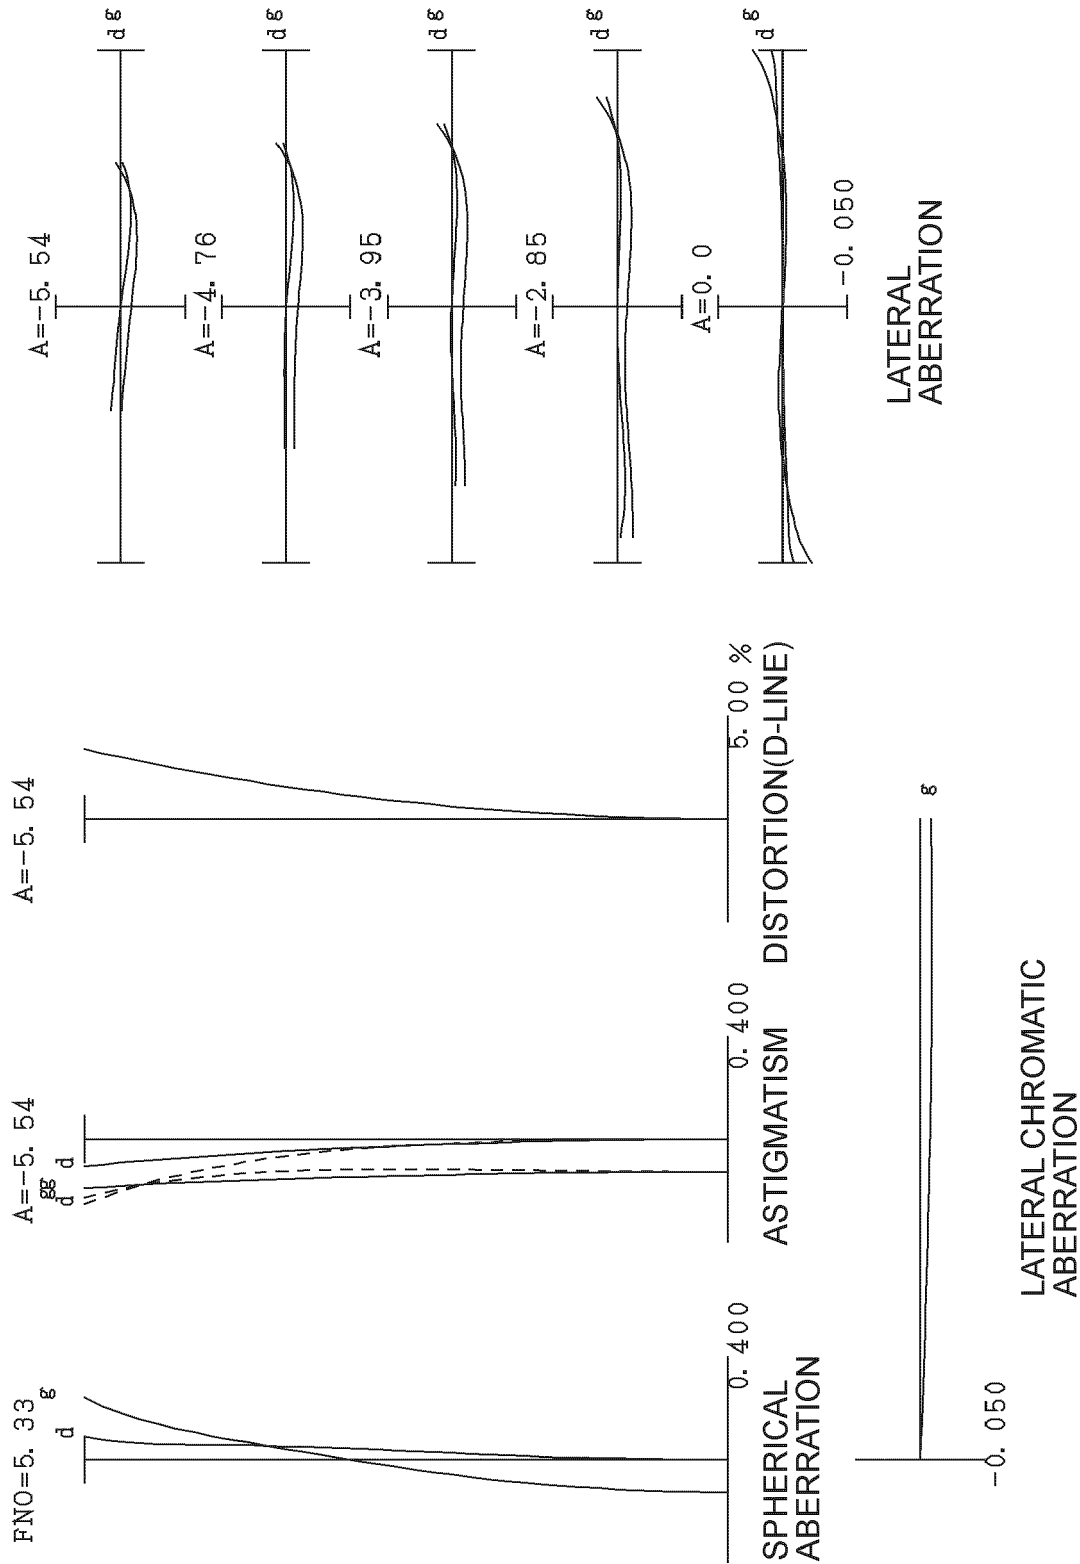 FNO=5. 33
d
g
0. 400
SPHERICAL
ABERRATION
A=-5. 54
d
g
g
d
0. 400
ASTIGMATISM
A=-5. 54
5. 00 %
DISTORTION(D-LINE)
A=-5. 54
d
g
A=-4. 76
d
g
A=-3. 95
d
g
A=-2. 85
d
g
A=0. 0
d
g
-0. 050
LATERAL
ABERRATION
g
-0. 050
LATERAL CHROMATIC
ABERRATION